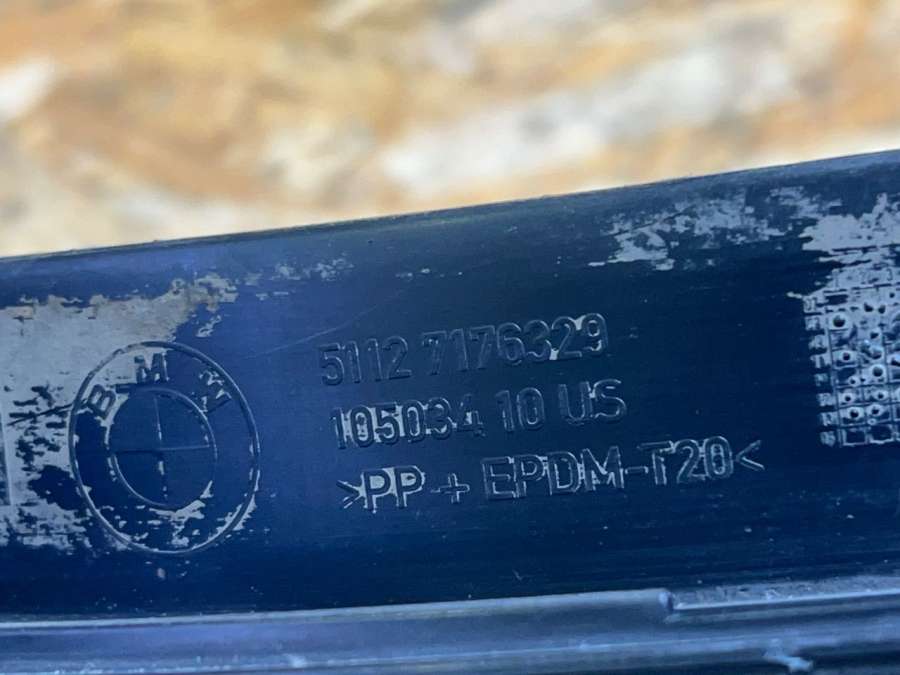 BMW
5112 7176329
105034 10 US
>PP + EPDM-T20<